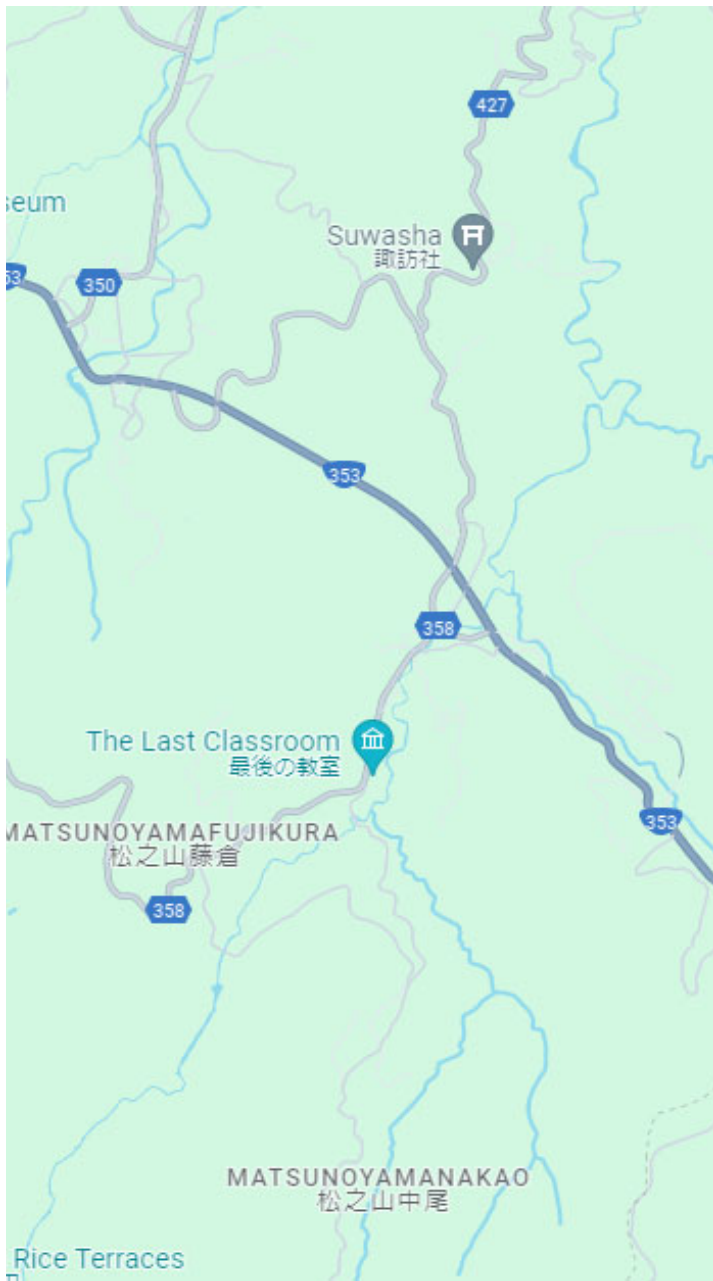 427
seum
Suwasha
諏訪社
53
350
353
358
The Last Classroom
最後の教室
353
MATSUNOYAMAFUJIKURA
松之山藤倉
358
MATSUNOYAMANAKAO
松之山中尾
Rice Terraces